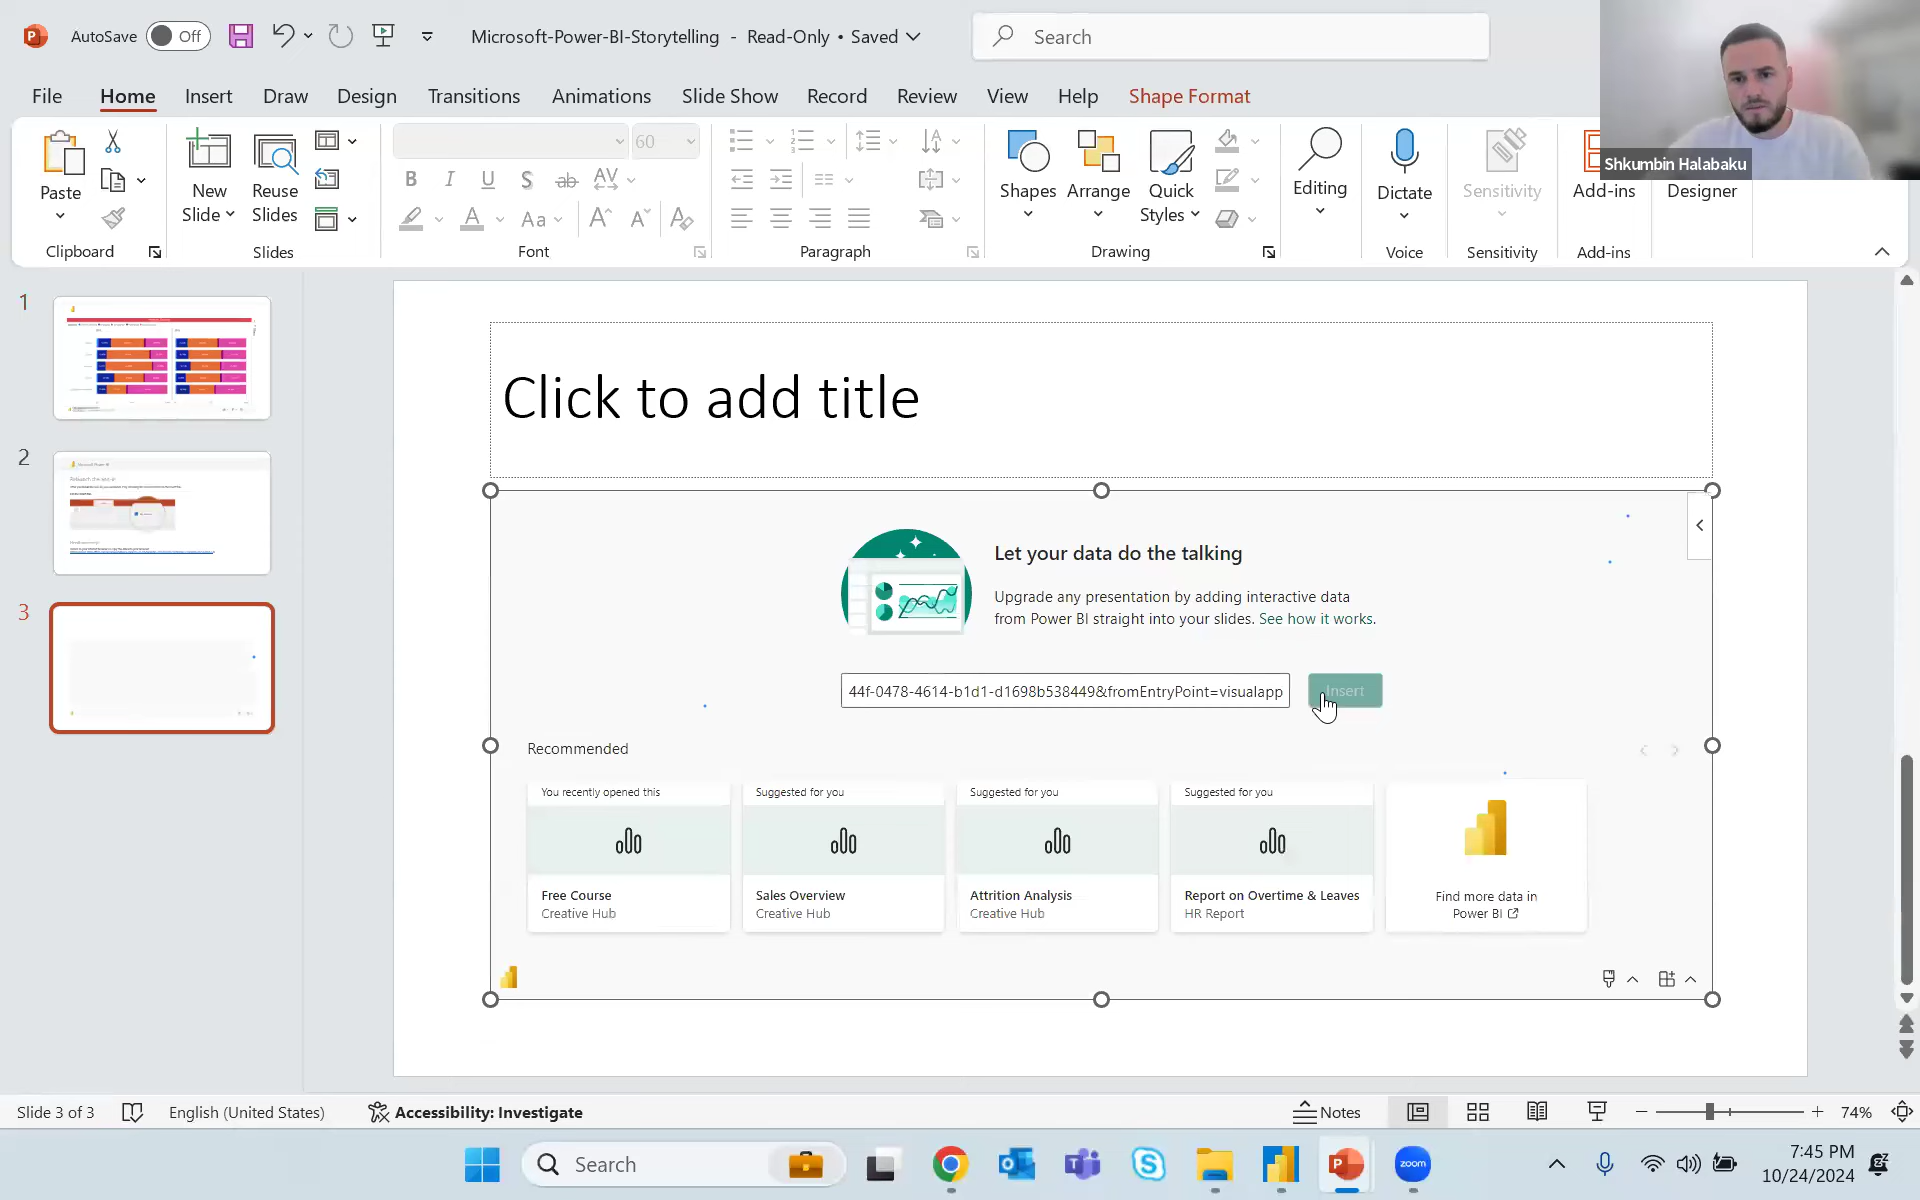 AutoSave Off Microsoft-Power-BI-Storytelling - Read-Only • Saved Search
File Home Insert Draw Design Transitions Animations Slide Show Record Review View Help Shape Format
Shkumbin Halabaku
60
Paste New Slide Reuse Slides Shapes Arrange Quick Styles Editing Dictate Sensitivity Add-ins Designer
B I U S ab AV
Aa A A
Clipboard Slides Font Paragraph Drawing Voice Sensitivity Add-ins
1
2
3
Click to add title
Let your data do the talking
Upgrade any presentation by adding interactive data
from Power BI straight into your slides. See how it works.
44f-0478-4614-b1d1-d1698b538449&fromEntryPoint=visualapp Insert
Recommended
You recently opened this Suggested for you Suggested for you Suggested for you
Free Course Sales Overview Attrition Analysis Report on Overtime & Leaves Find more data in
Creative Hub Creative Hub Creative Hub HR Report Power BI
Slide 3 of 3 English (United States) Accessibility: Investigate Notes 74%
Search zoom 7:45 PM
10/24/2024